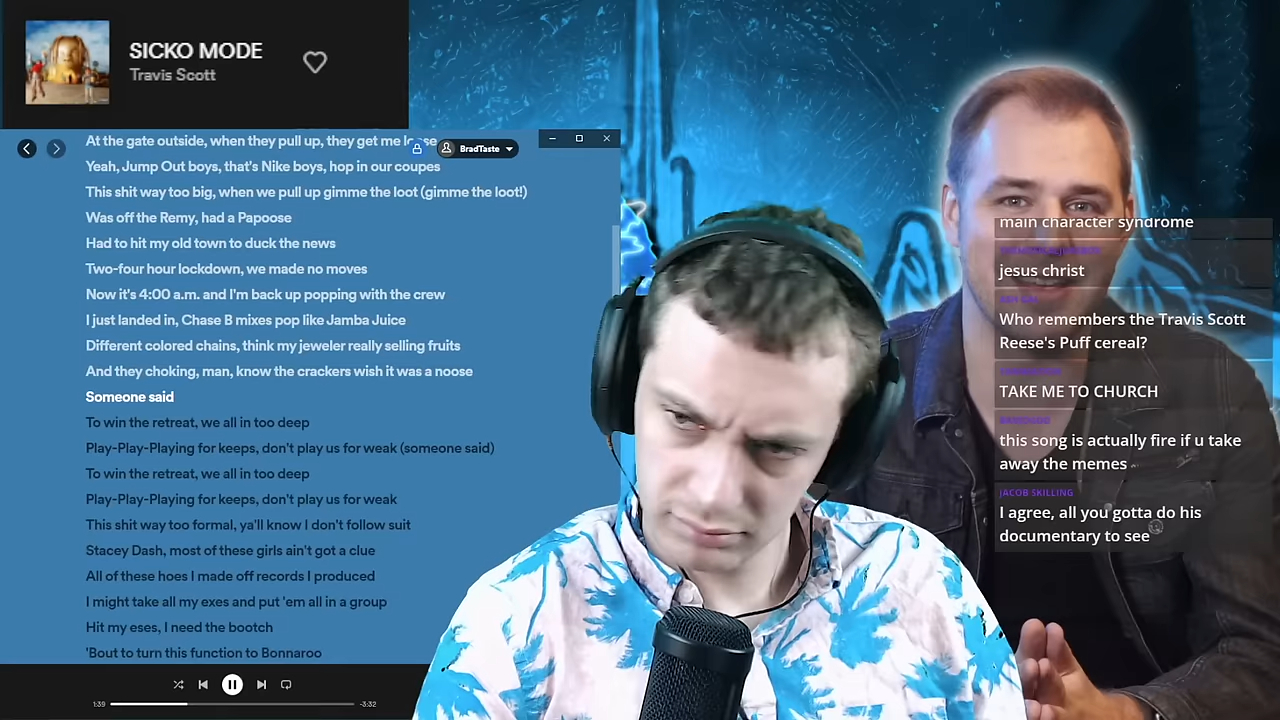 SICKO MODE
Travis Scott
At the gate outside, when they pull up, they get me
BradTaste
Yeah, Jump Out boys, that's Nike boys, hop in our coupes
This shit way too big, when we pull up gimme the loot (gimme the loot!)
Was off the Remy, had a Papoose
Had to hit my old town to duck the news
Two-four hour lockdown, we made no moves
Now it's 4:00 a.m. and I'm back up popping with the crew
I just landed in, Chase B mixes pop like Jamba Juice
Different colored chains, think my jeweler really selling fruits
And they choking, man, know the crackers wish it was a noose
Someone said
To win the retreat, we all in too deep
Play-Play-Playing for keeps, don't play us for weak (someone said)
To win the retreat, we all in too deep
Play-Play-Playing for keeps, don't play us for weak
This shit way too formal, ya'll know I don't follow suit
Stacey Dash, most of these girls ain't got a clue
All of these hoes I made off records I produced
I might take all my exes and put 'em all in a group
Hit my eses, I need the bootch
'Bout to turn this function to Bonnaroo
1:39
-3:32
main character syndrome
jesus christ
Who remembers the Travis Scott
Reese's Puff cereal?
TAKE ME TO CHURCH
this song is actually fire if u take
away the memes
JACOB SKILLING
I agree, all you gotta do his
documentary to see